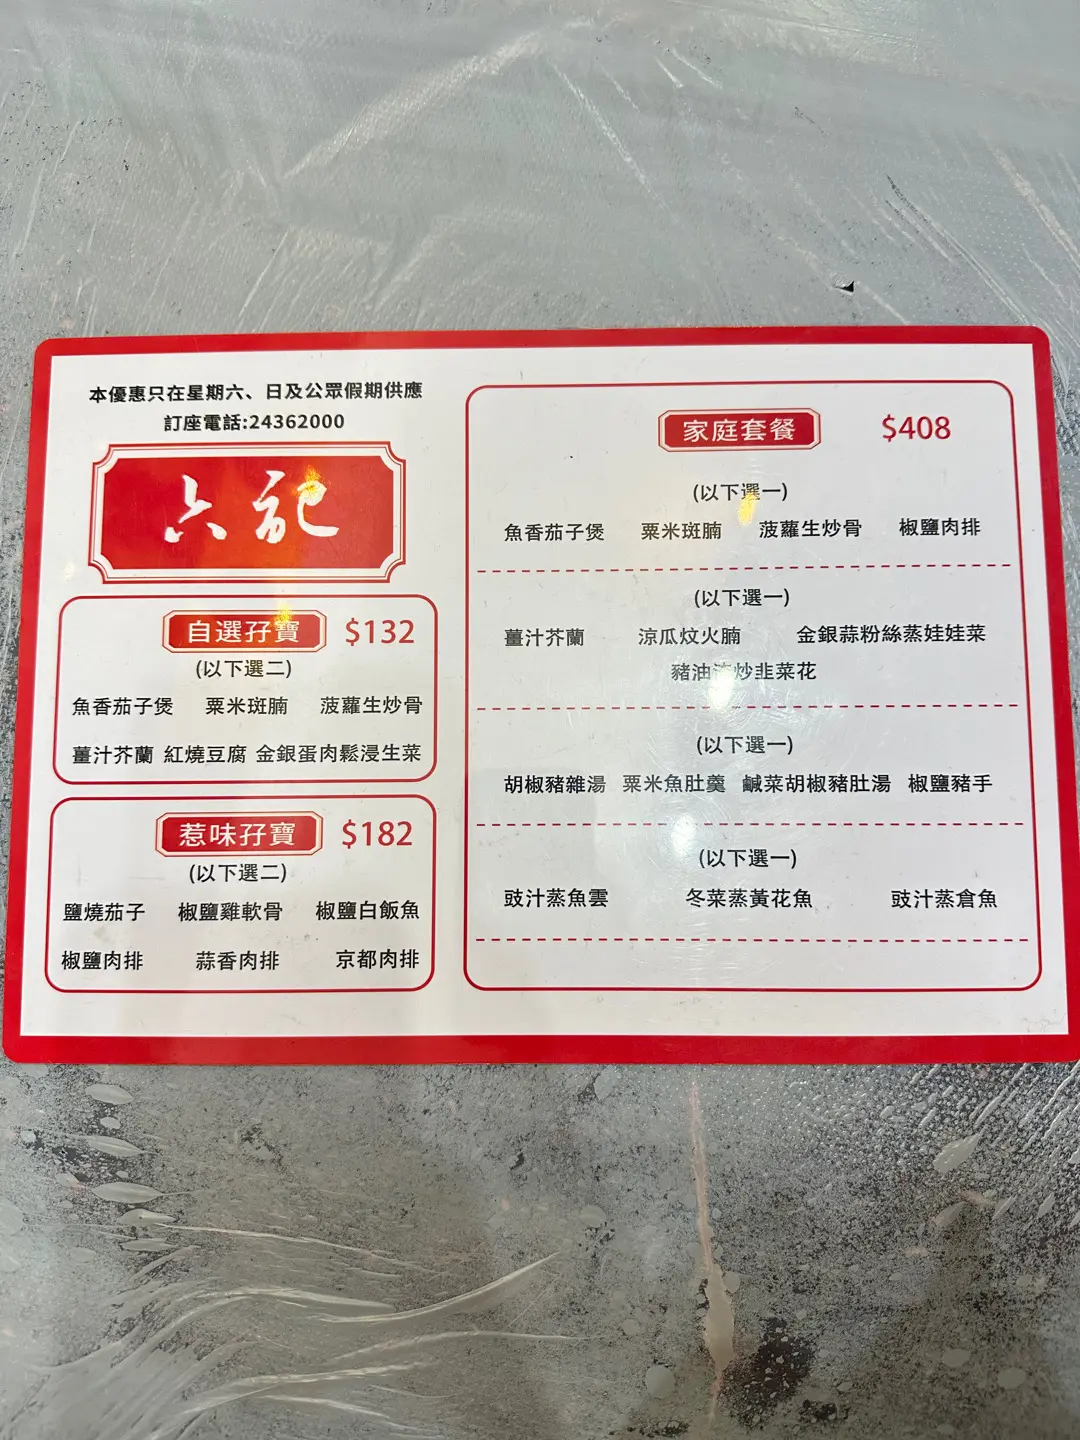 本優惠只在星期六、日及公眾假期供應
訂座電話:24362000
六記
自選孖寶 $132
(以下選二)
魚香茄子煲 粟米斑腩 菠蘿生炒骨
薑汁芥蘭 紅燒豆腐 金銀蛋肉鬆浸生菜
惹味孖寶 $182
(以下選二)
鹽燒茄子 椒鹽雞軟骨 椒鹽白飯魚
椒鹽肉排 蒜香肉排 京都肉排
家庭套餐 $408
(以下選一)
魚香茄子煲 粟米斑腩 菠蘿生炒骨 椒鹽肉排
(以下選一)
薑汁芥蘭 涼瓜炆火腩 金銀蒜粉絲蒸娃娃菜
豬油 炒韭菜花
(以下選一)
胡椒豬雜湯 粟米魚肚羹 鹹菜胡椒豬肚湯 椒鹽豬手
(以下選一)
豉汁蒸魚雲 冬菜蒸黃花魚 豉汁蒸倉魚